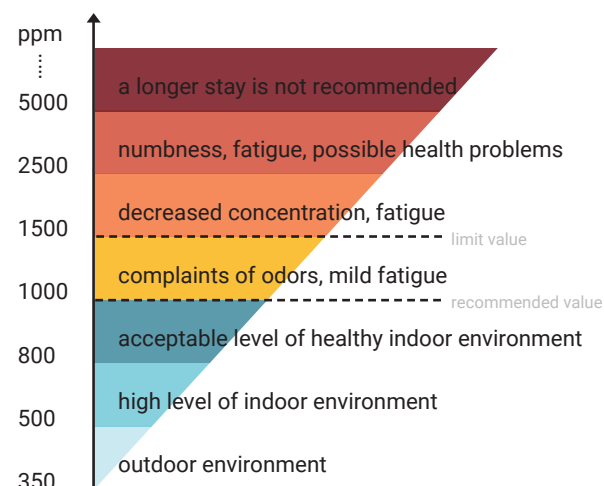 ppm
a longer stay is not recommended
5000
numbness, fatigue, possible health problems
2500
decreased concentration, fatigue
1500
limit value
complaints of odors, mild fatigue
1000
recommended value
acceptable level of healthy indoor environment
800
high level of indoor environment
500
outdoor environment
350